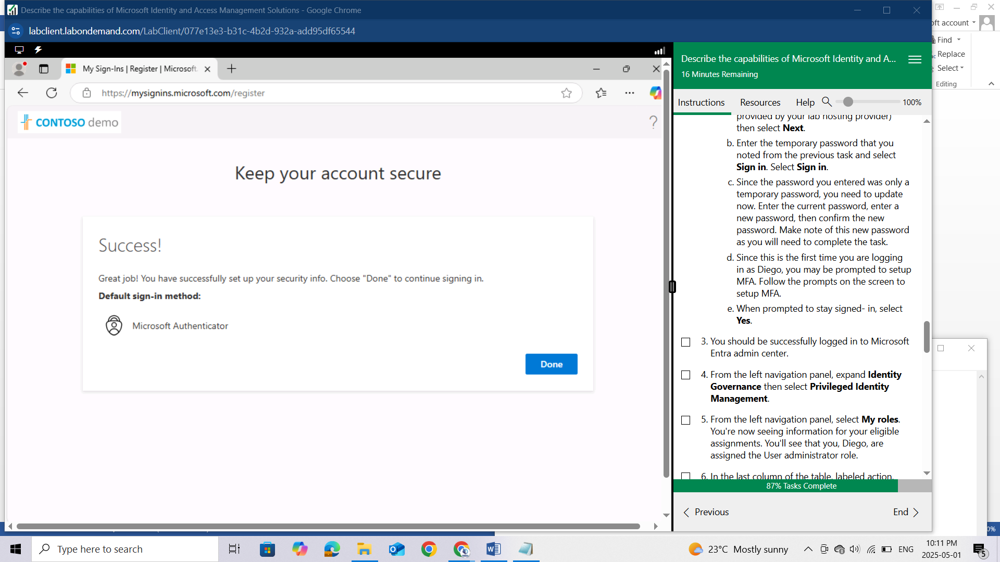 Describe the capabilities of Microsoft Identity and Access Management Solutions - Google Chrome
labclient.labondemand.com/LabClient/077e13e3-b31c-4b2d-932a-add95df65544
My Sign-Ins | Register | Microsoft.
https://mysignins.microsoft.com/register
CONTOSO demo
?
Keep your account secure
Success!
Great job! You have successfully set up your security info. Choose "Done" to continue signing in.
Default sign-in method:
Microsoft Authenticator
Done
Describe the capabilities of Microsoft Identity and A...
16 Minutes Remaining
Instructions
Resources
Help
100%
provided by your lab hosting provider)
then select Next.
b. Enter the temporary password that you
noted from the previous task and select
Sign in. Select Sign in.
c. Since the password you entered was only a
temporary password, you need to update
now. Enter the current password, enter a
new password, then confirm the new
password. Make note of this new password
as you will need to complete the task.
d. Since this is the first time you are logging
in as Diego, you may be prompted to setup
MFA. Follow the prompts on the screen to
setup MFA.
e. When prompted to stay signed- in, select
Yes.
3. You should be successfully logged in to Microsoft
Entra admin center.
4. From the left navigation panel, expand Identity
Governance then select Privileged Identity
Management.
5. From the left navigation panel, select My roles.
You're now seeing information for your eligible
assignments. You'll see that you, Diego, are
assigned the User administrator role.
6. In the last column of the table, labeled action,
87% Tasks Complete
Previous
End
oft account
Find
Replace
Select
Editing
0%
Type here to search
23°C Mostly sunny
ENG
10:11 PM
2025-05-01
5